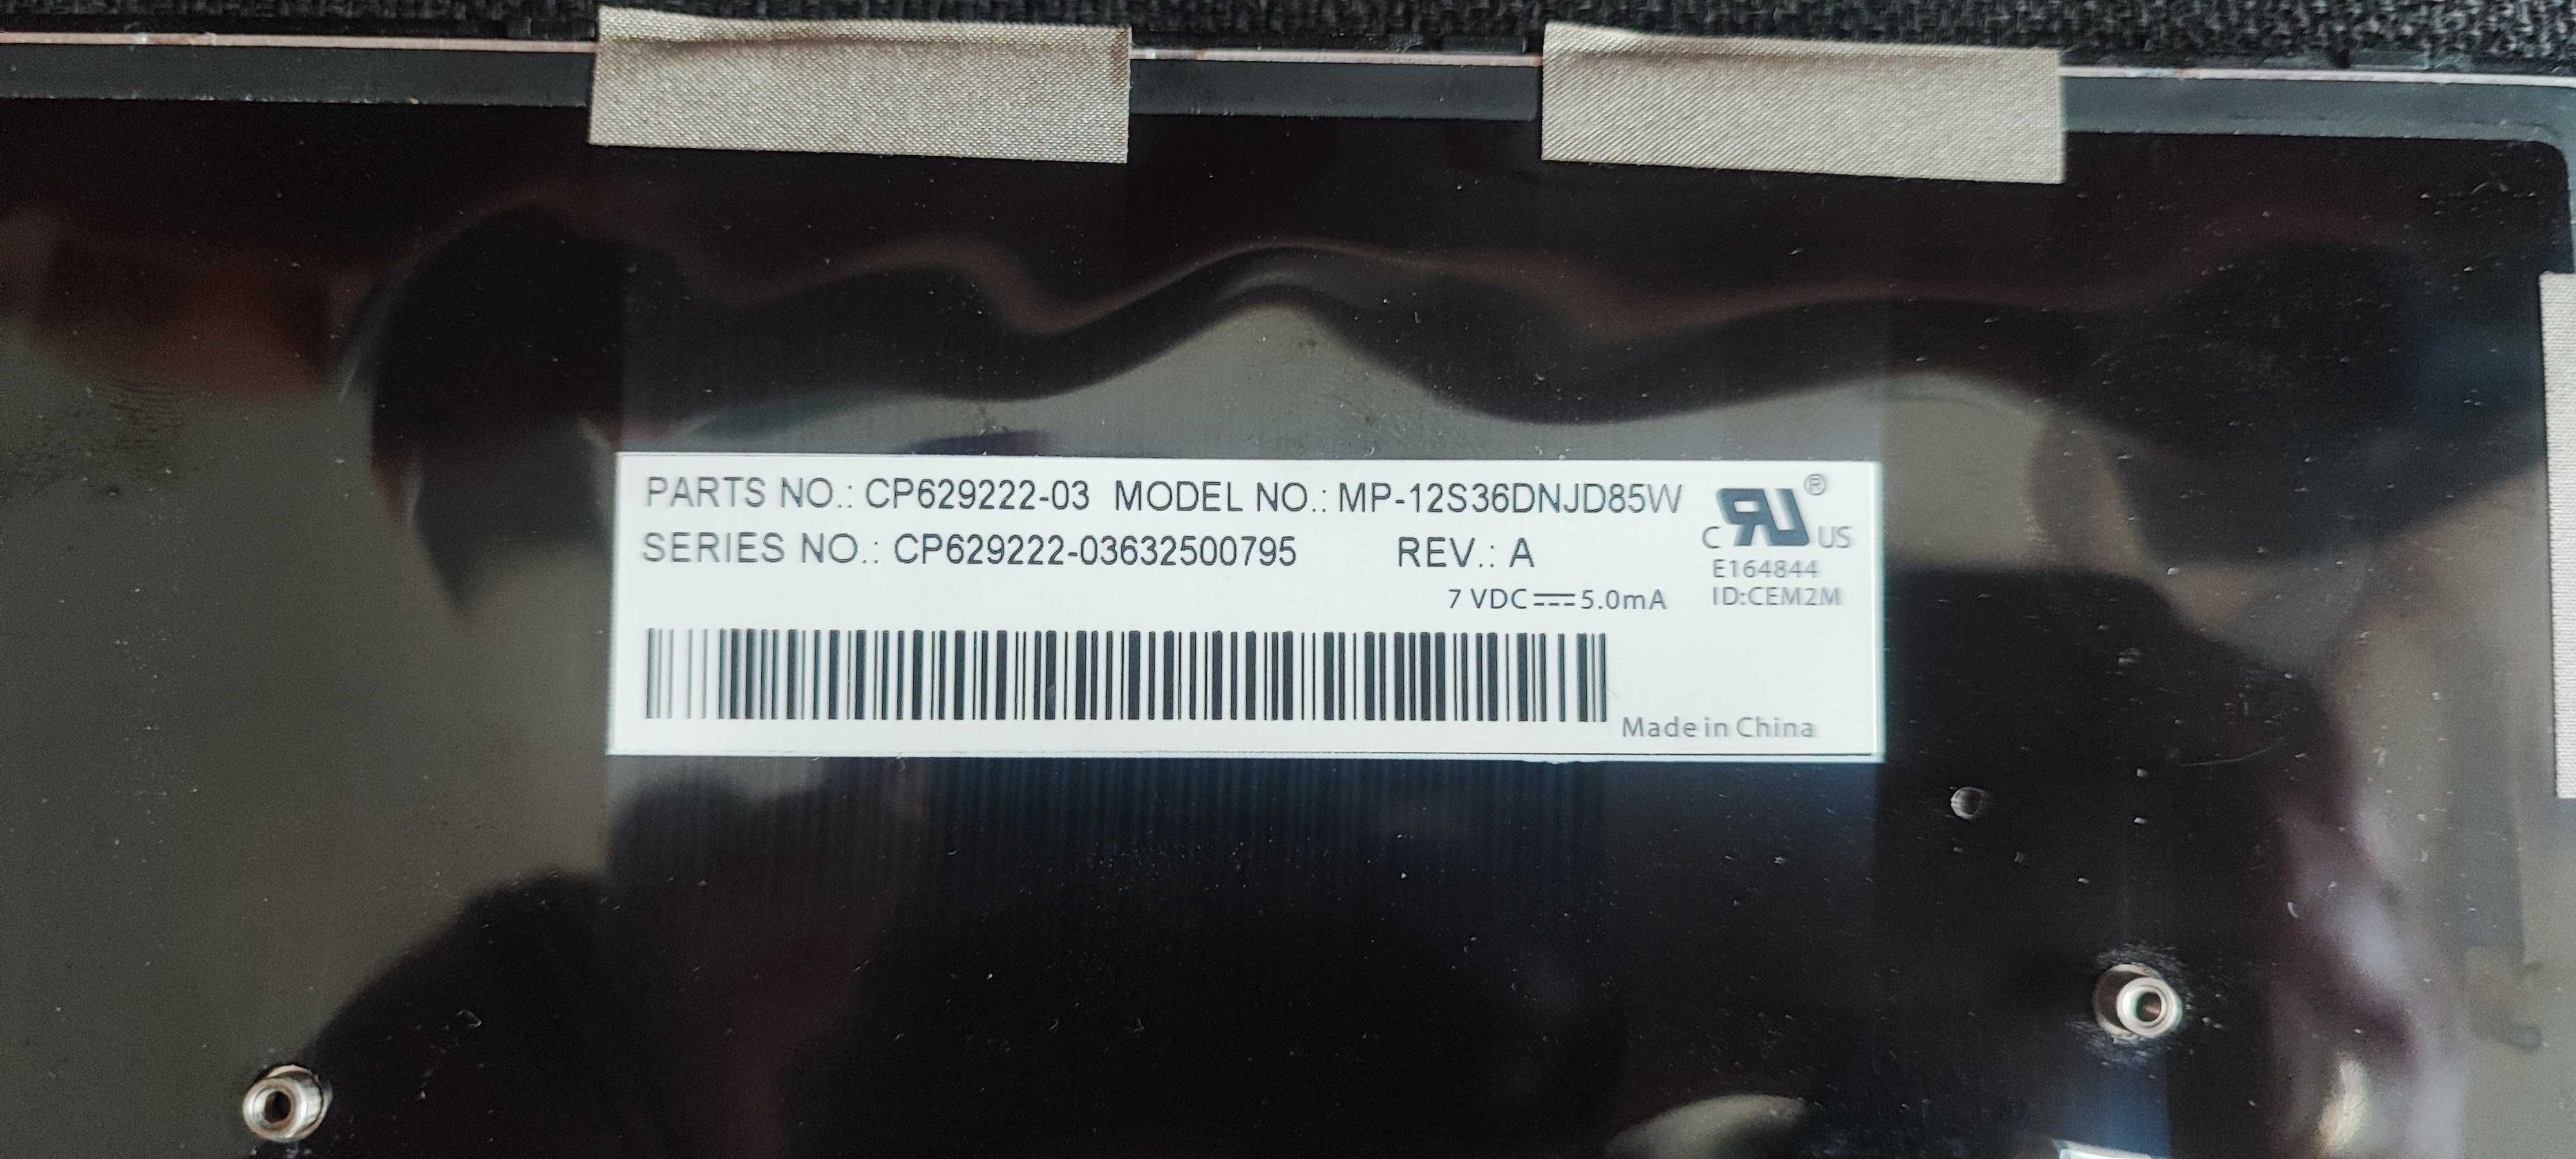 PARTS NO.: CP629222-03 MODEL NO.: MP-12S36DNJD85W
SERIES NO.: CP629222-03632500795 REV.: A
7 VDC⎓5.0mA
C RU ® US
E164844
ID:CEM2M
Made in China